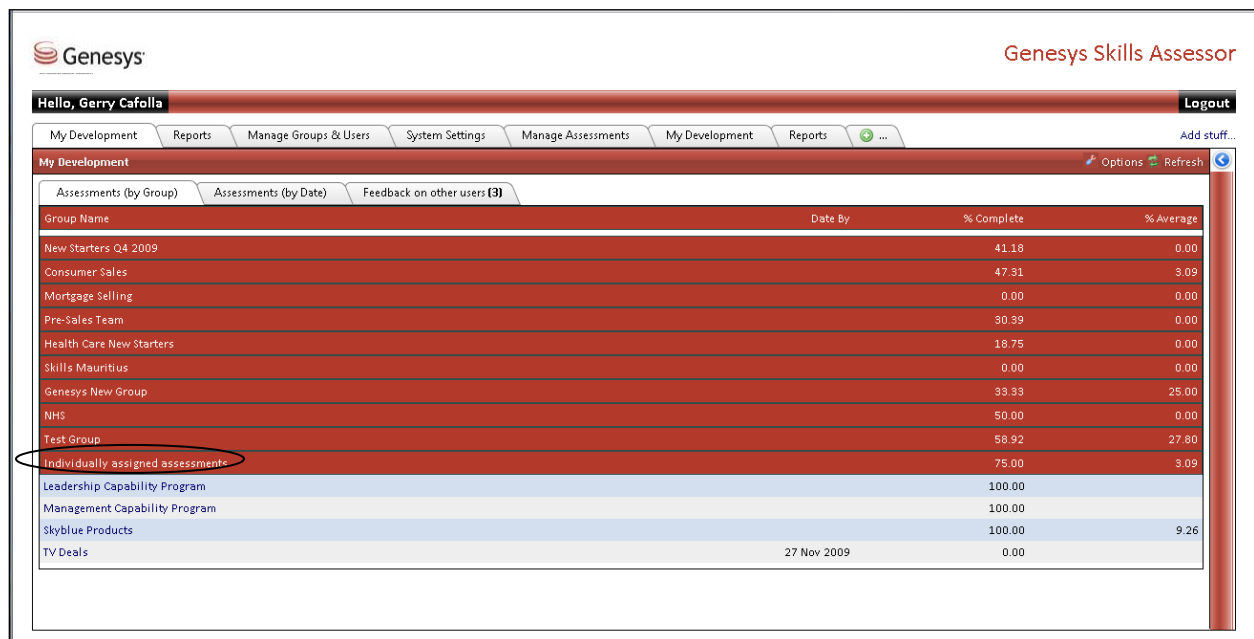 Genesys
Genesys Skills Assessor
Hello, Gerry Cafolla Logout
My Development Reports Manage Groups & Users System Settings Manage Assessments My Development Reports ... Add stuff...
My Development Options Refresh
Assessments (by Group) Assessments (by Date) Feedback on other users (3)
Group Name Date By % Complete % Average
New Starters Q4 2009 41.18 0.00
Consumer Sales 47.31 3.09
Mortgage Selling 0.00 0.00
Pre-Sales Team 30.39 0.00
Health Care New Starters 18.75 0.00
Skills Mauritius 0.00 0.00
Genesys New Group 33.33 25.00
NHS 50.00 0.00
Test Group 58.92 27.80
Individually assigned assessments 75.00 3.09
Leadership Capability Program 100.00
Management Capability Program 100.00
Skyblue Products 100.00 9.26
TV Deals 27 Nov 2009 0.00